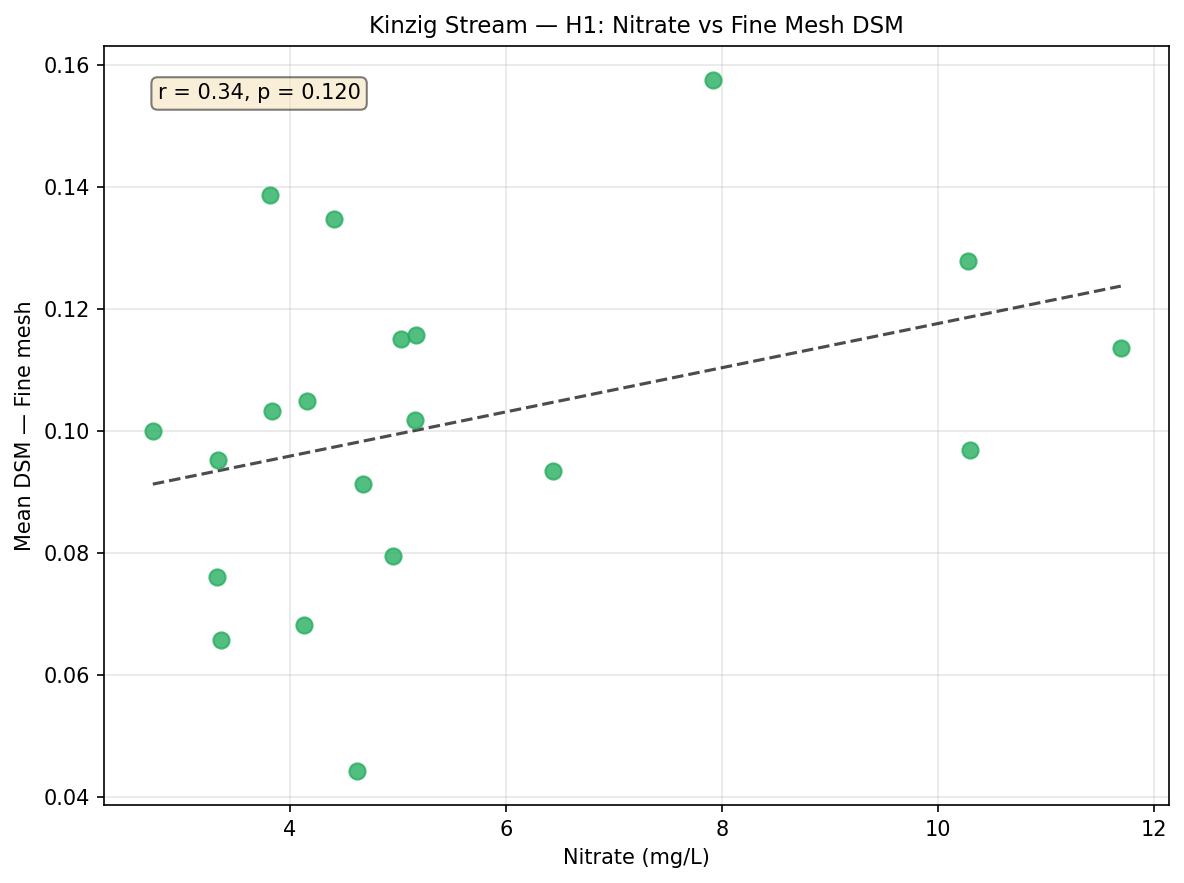 Kinzig Stream — H1: Nitrate vs Fine Mesh DSM
r = 0.34, p = 0.120
Mean DSM — Fine mesh
0.16
0.14
0.12
0.10
0.08
0.06
0.04
4 6 8 10 12
Nitrate (mg/L)